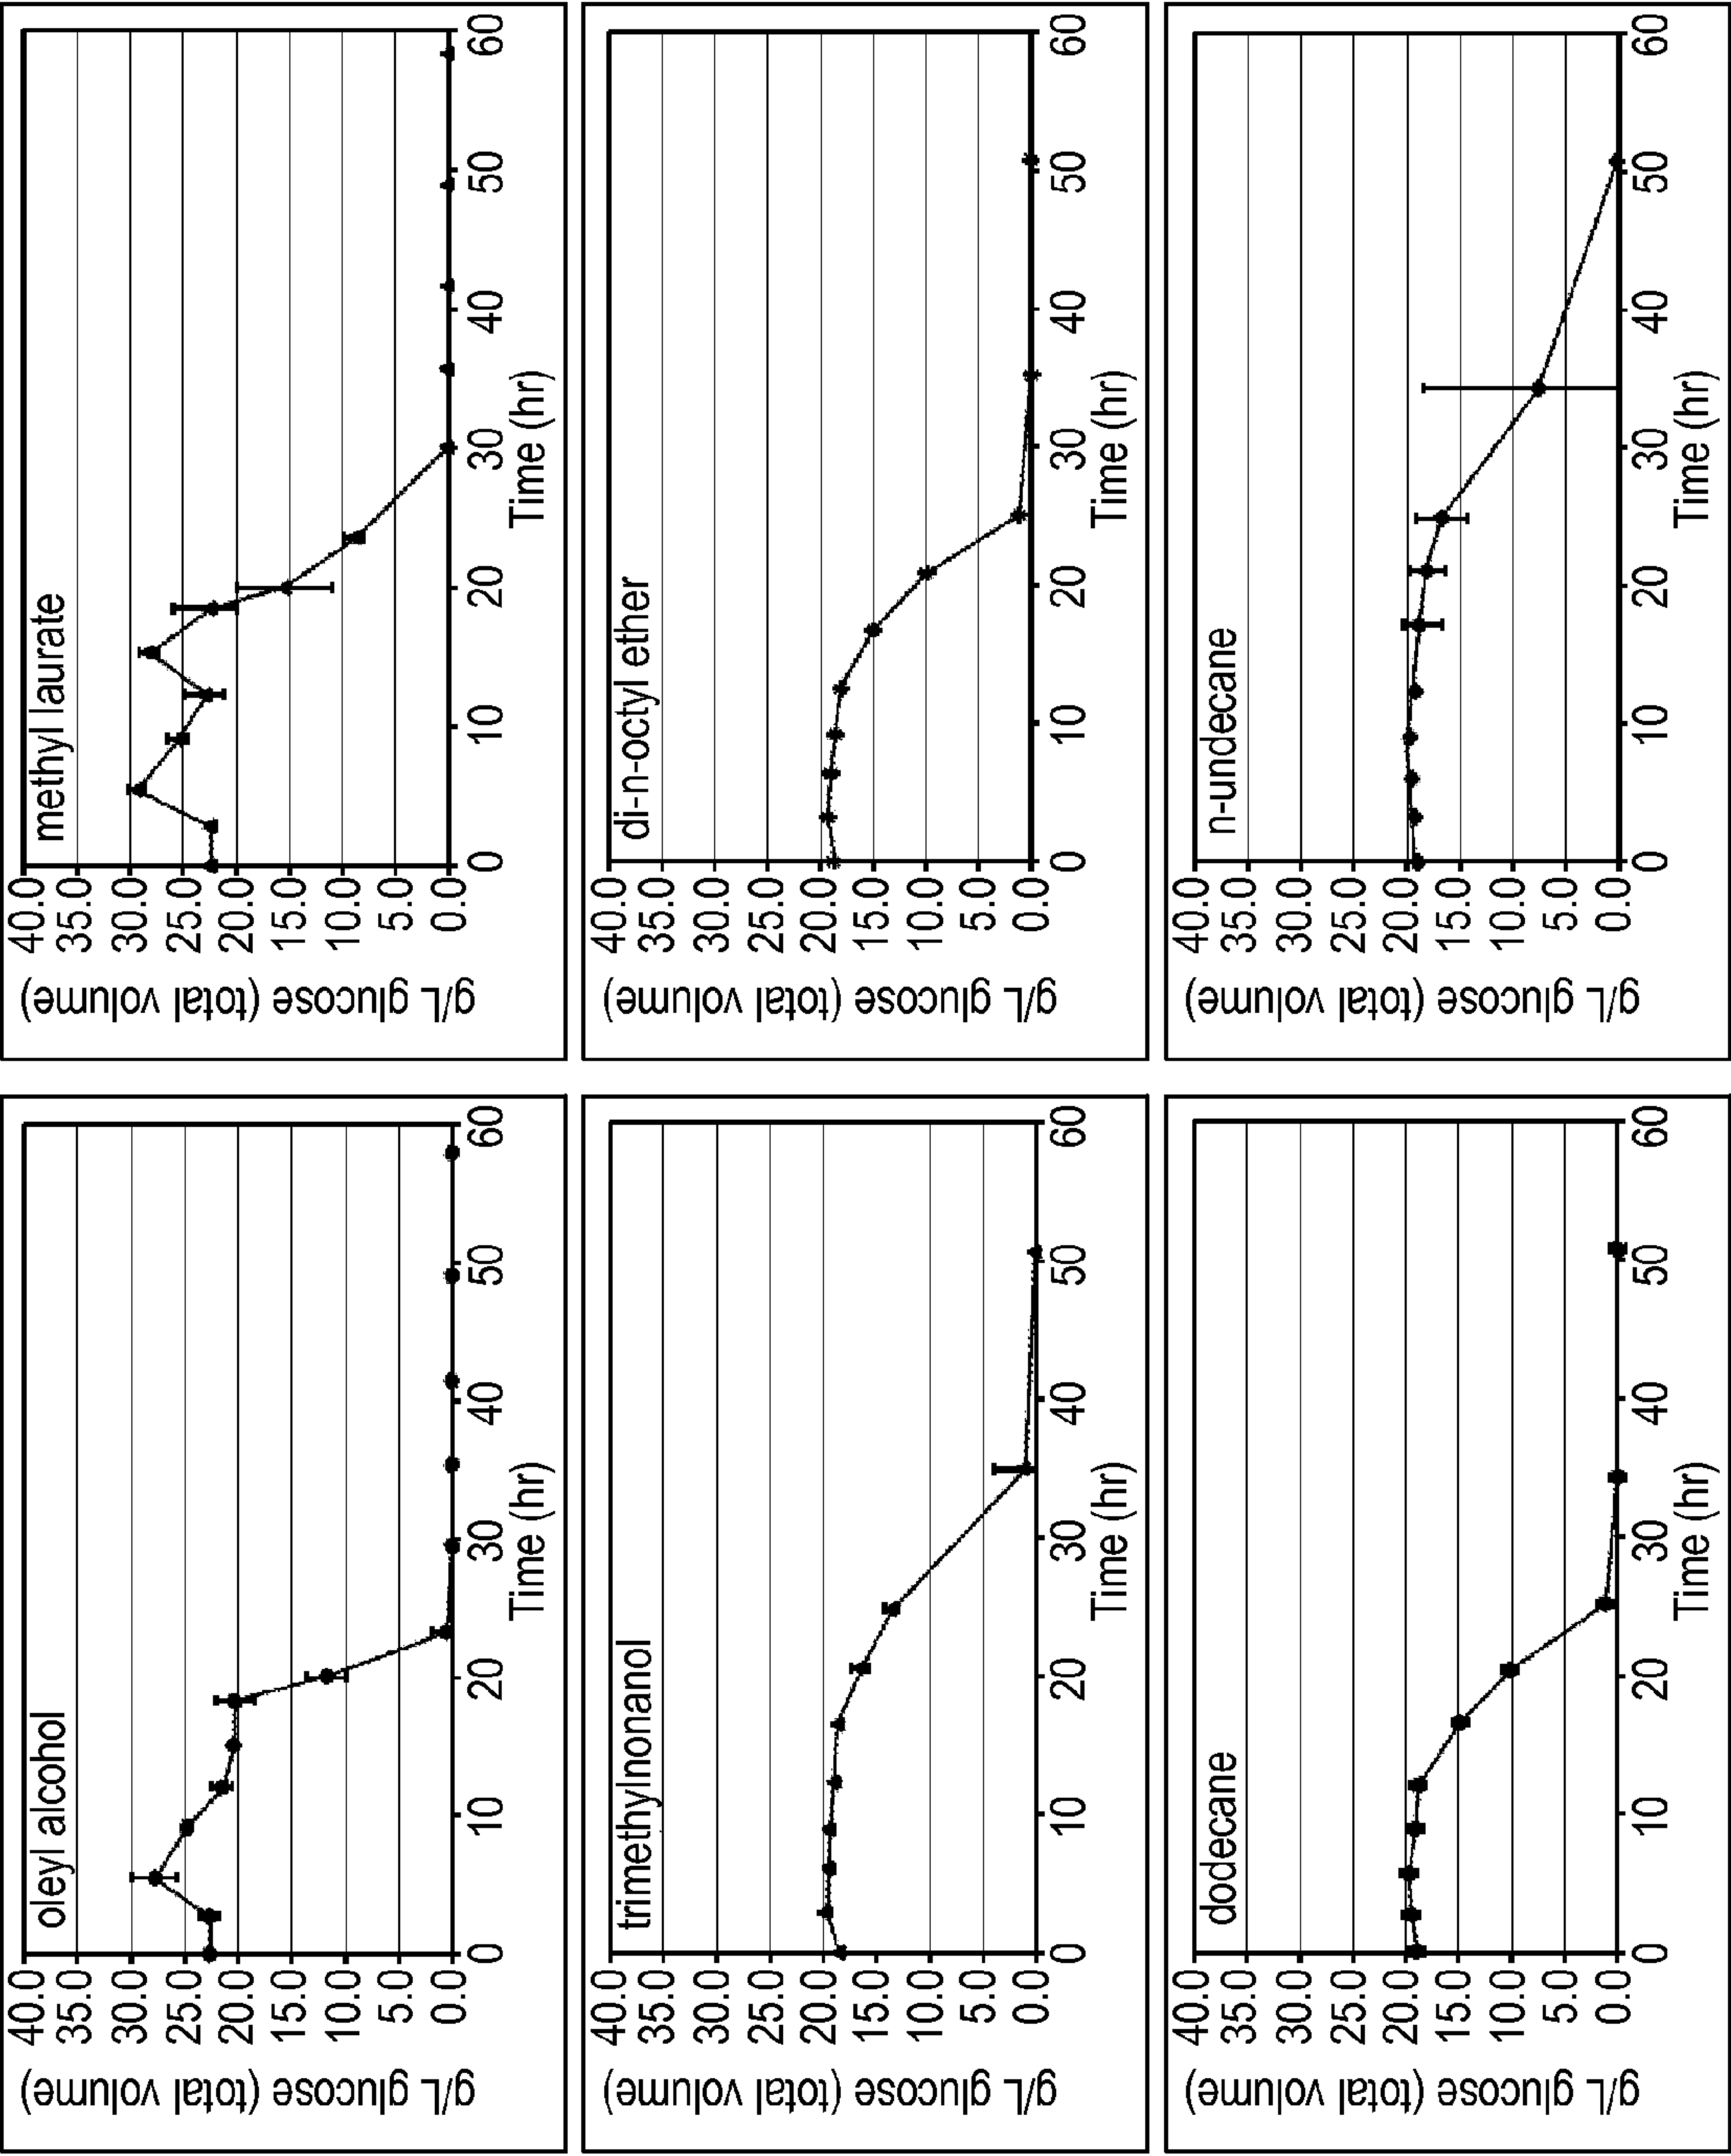 oleyl alcohol
g/L glucose (total volume)
40.0
35.0
30.0
25.0
20.0
15.0
10.0
5.0
0.0
0 10 20 30 40 50 60
Time (hr)
methyl laurate
g/L glucose (total volume)
40.0
35.0
30.0
25.0
20.0
15.0
10.0
5.0
0.0
0 10 20 30 40 50 60
Time (hr)
trimethylnonanol
g/L glucose (total volume)
40.0
35.0
30.0
25.0
20.0
15.0
10.0
5.0
0.0
0 10 20 30 40 50 60
Time (hr)
di-n-octyl ether
g/L glucose (total volume)
40.0
35.0
30.0
25.0
20.0
15.0
10.0
5.0
0.0
0 10 20 30 40 50 60
Time (hr)
dodecane
g/L glucose (total volume)
40.0
35.0
30.0
25.0
20.0
15.0
10.0
5.0
0.0
0 10 20 30 40 50 60
Time (hr)
n-undecane
g/L glucose (total volume)
40.0
35.0
30.0
25.0
20.0
15.0
10.0
5.0
0.0
0 10 20 30 40 50 60
Time (hr)